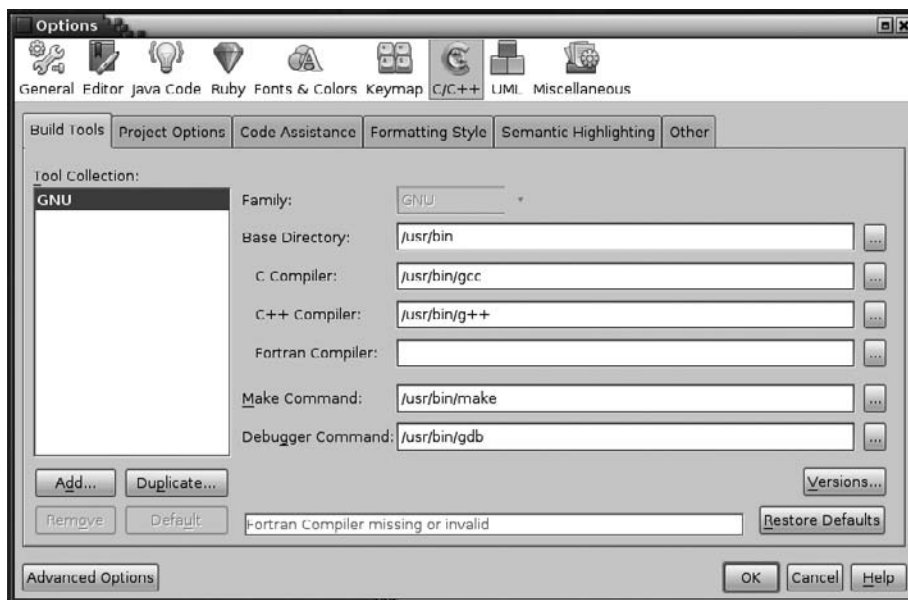 Options
General Editor Java Code Ruby Fonts & Colors Keymap C/C++ UML Miscellaneous
Build Tools Project Options Code Assistance Formatting Style Semantic Highlighting Other
Tool Collection:
GNU
Family: GNU
Base Directory: /usr/bin ...
C Compiler: /usr/bin/gcc ...
C++ Compiler: /usr/bin/g++ ...
Fortran Compiler: ...
Make Command: /usr/bin/make ...
Debugger Command: /usr/bin/gdb ...
Add... Duplicate... Versions...
Remove Default Fortran Compiler missing or invalid Restore Defaults
Advanced Options OK Cancel Help